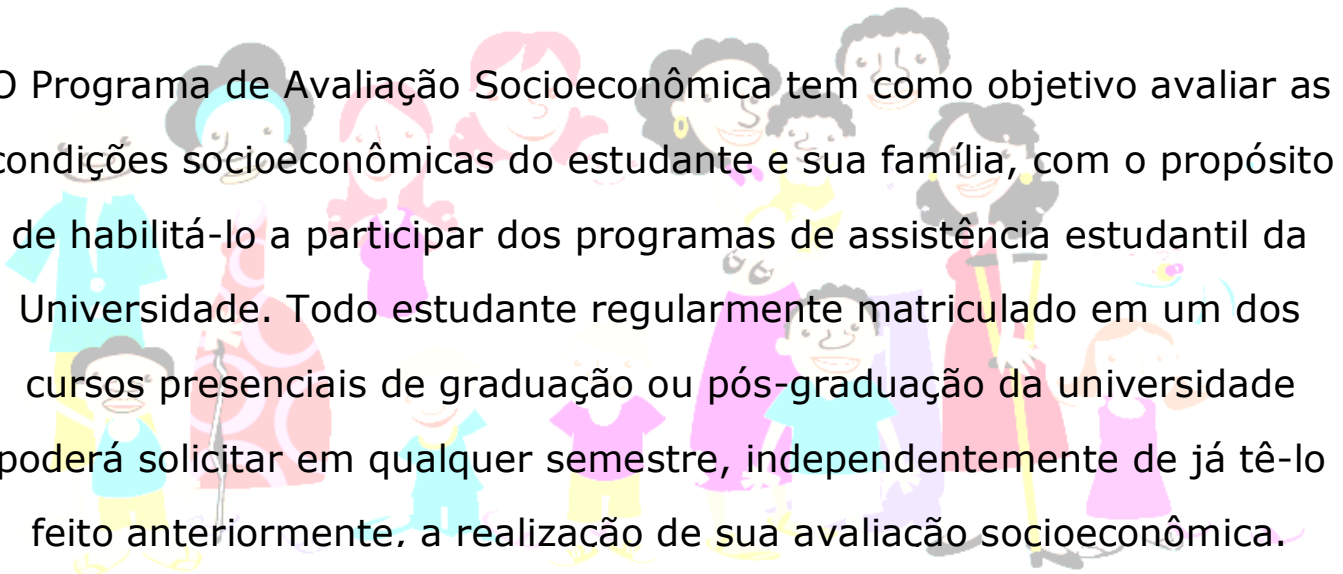 O Programa de Avaliação Socioeconômica tem como objetivo avaliar as
condições socioeconômicas do estudante e sua família, com o propósito
de habilitá-lo a participar dos programas de assistência estudantil da
Universidade. Todo estudante regularmente matriculado em um dos
cursos presenciais de graduação ou pós-graduação da universidade
poderá solicitar em qualquer semestre, independentemente de já tê-lo
feito anteriormente, a realização de sua avaliação socioeconômica.